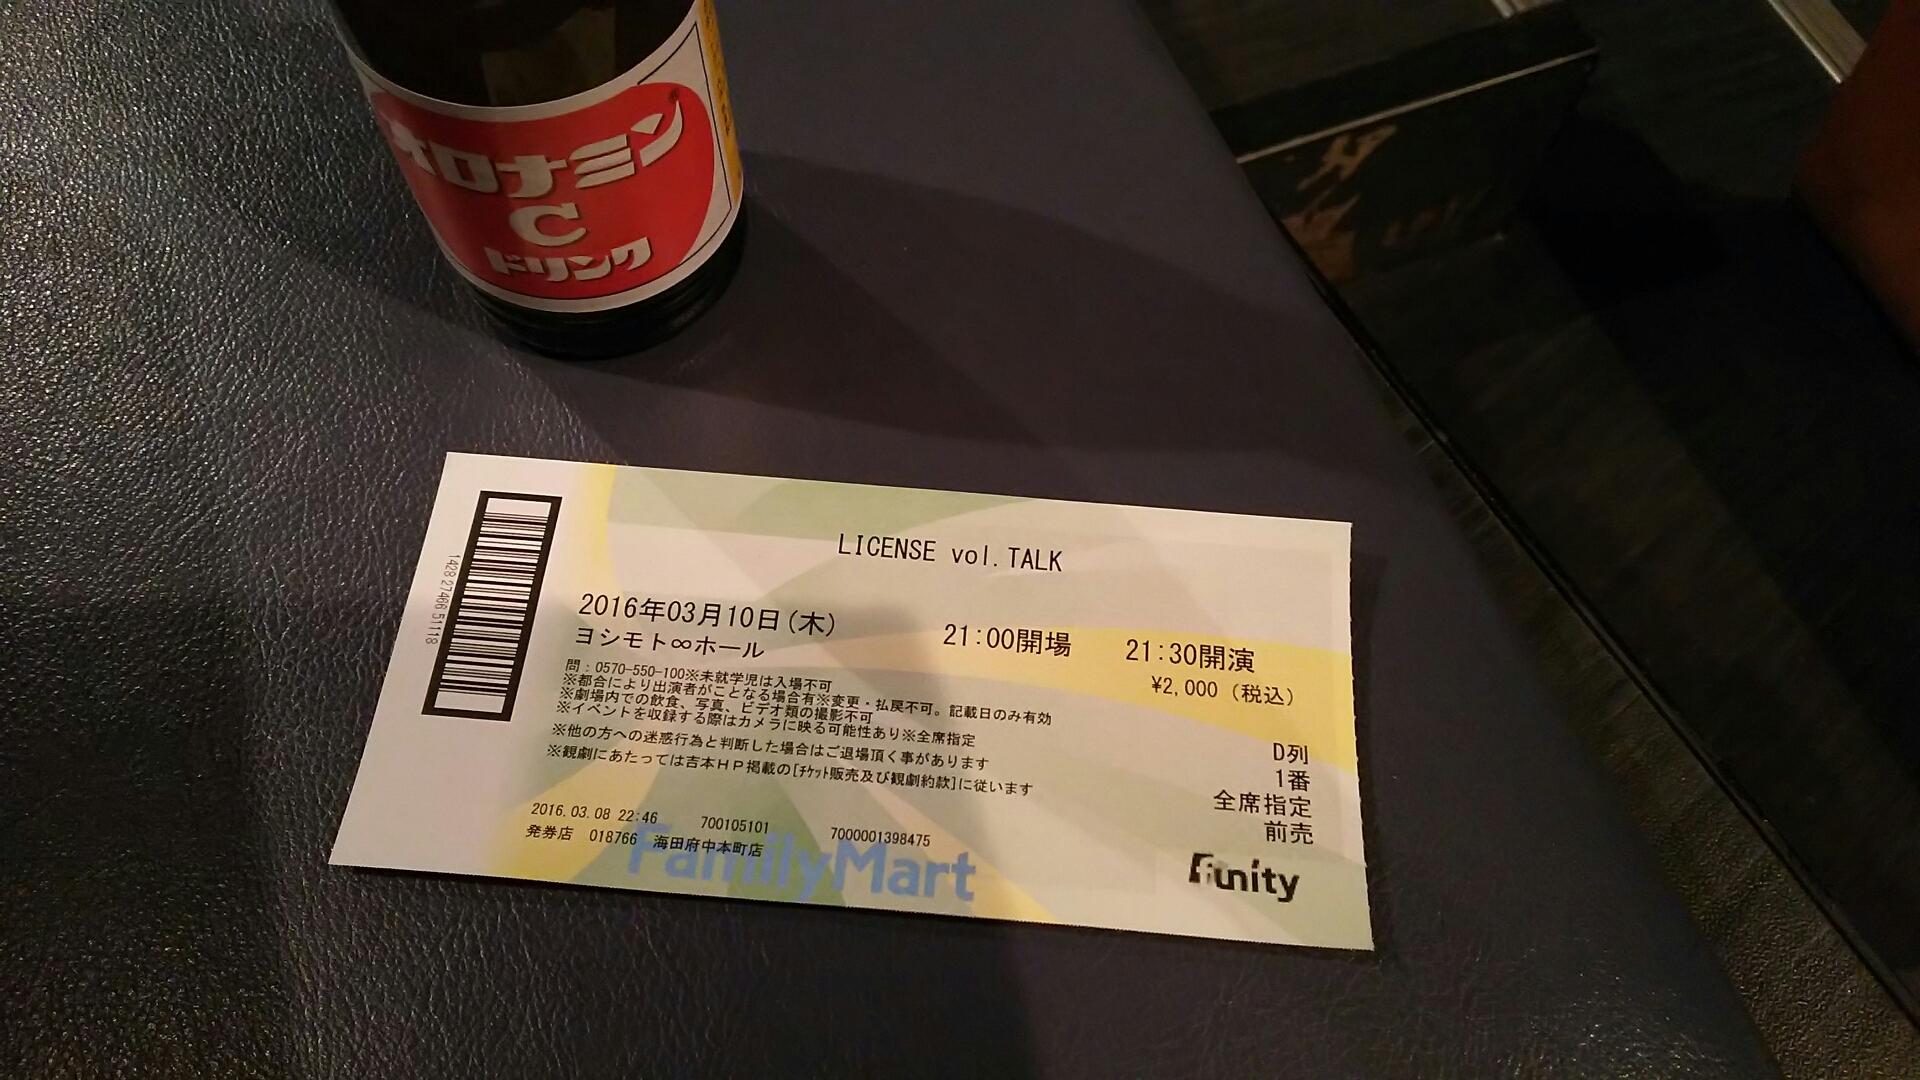 オロナミン
C
ドリンク
LICENSE vol.TALK
2016年03月10日(木)
ヨシモト∞ホール
21:00開場 21:30開演
¥2,000 (税込)
問：0570-550-100※未就学児は入場不可
※都合により出演者がことなる場合有※変更・払戻不可。記載日のみ有効
※劇場内での飲食、写真、ビデオ類の撮影不可
※イベントを収録する際はカメラに映る可能性あり※全席指定
※他の方への迷惑行為と判断した場合はご退場頂く事があります
※観劇にあたっては吉本HP掲載の[ﾁｹｯﾄ販売及び観劇約款]に従います
D列
1番
全席指定
前売
2016.03.08 22:46 700105101 7000001398475
発券店 018766 海田府中本町店
FamilyMart
1428 27466 51118